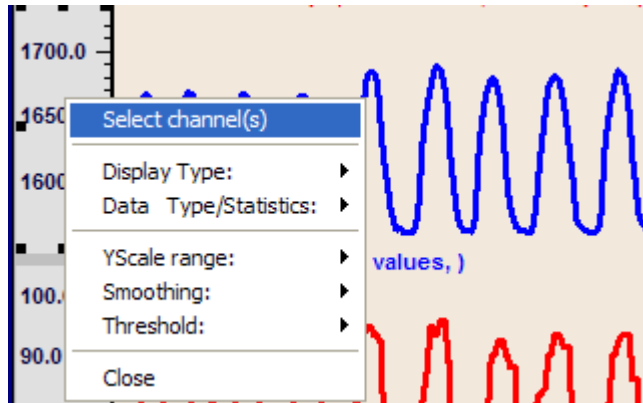 1700.0
1650
Select channel(s)
Display Type:
1600
Data Type/Statistics:
YScale range:
values, )
Smoothing:
100.
Threshold:
90.0
Close